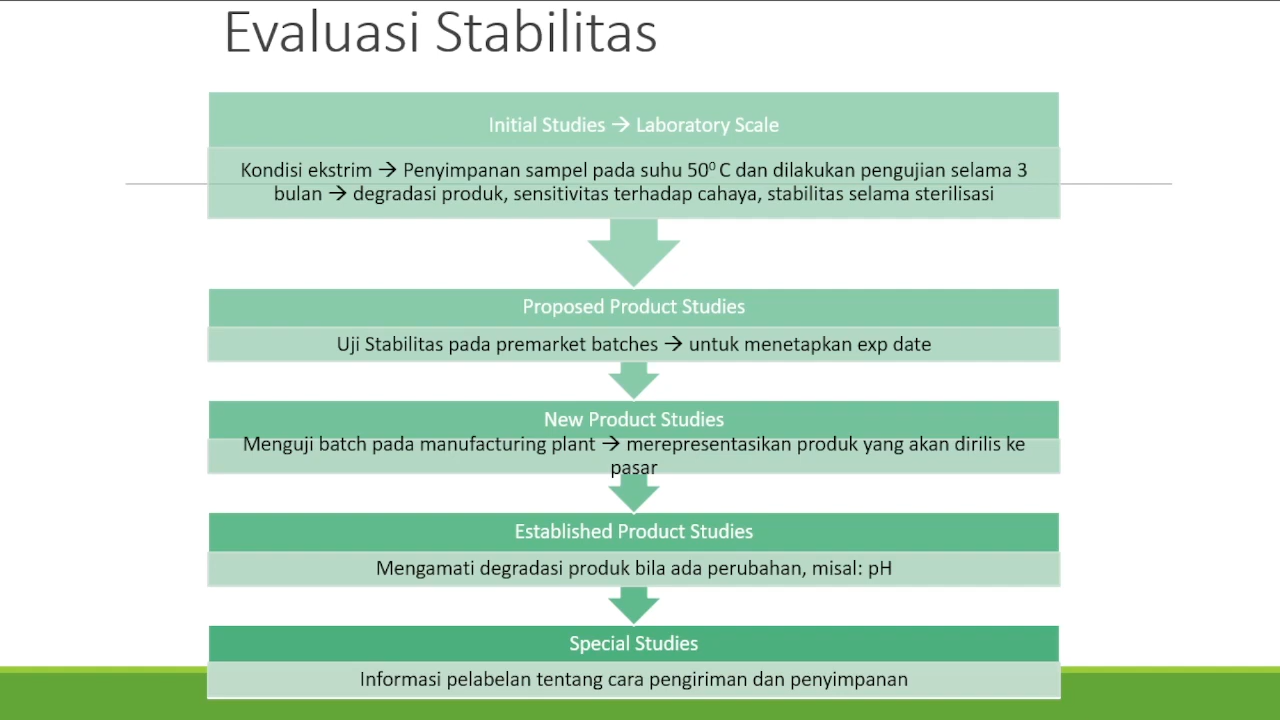 Evaluasi Stabilitas
Initial Studies → Laboratory Scale
Kondisi ekstrim → Penyimpanan sampel pada suhu 50⁰ C dan dilakukan pengujian selama 3
bulan → degradasi produk, sensitivitas terhadap cahaya, stabilitas selama sterilisasi
Proposed Product Studies
Uji Stabilitas pada premarket batches → untuk menetapkan exp date
New Product Studies
Menguji batch pada manufacturing plant → merepresentasikan produk yang akan dirilis ke
pasar
Established Product Studies
Mengamati degradasi produk bila ada perubahan, misal: pH
Special Studies
Informasi pelabelan tentang cara pengiriman dan penyimpanan